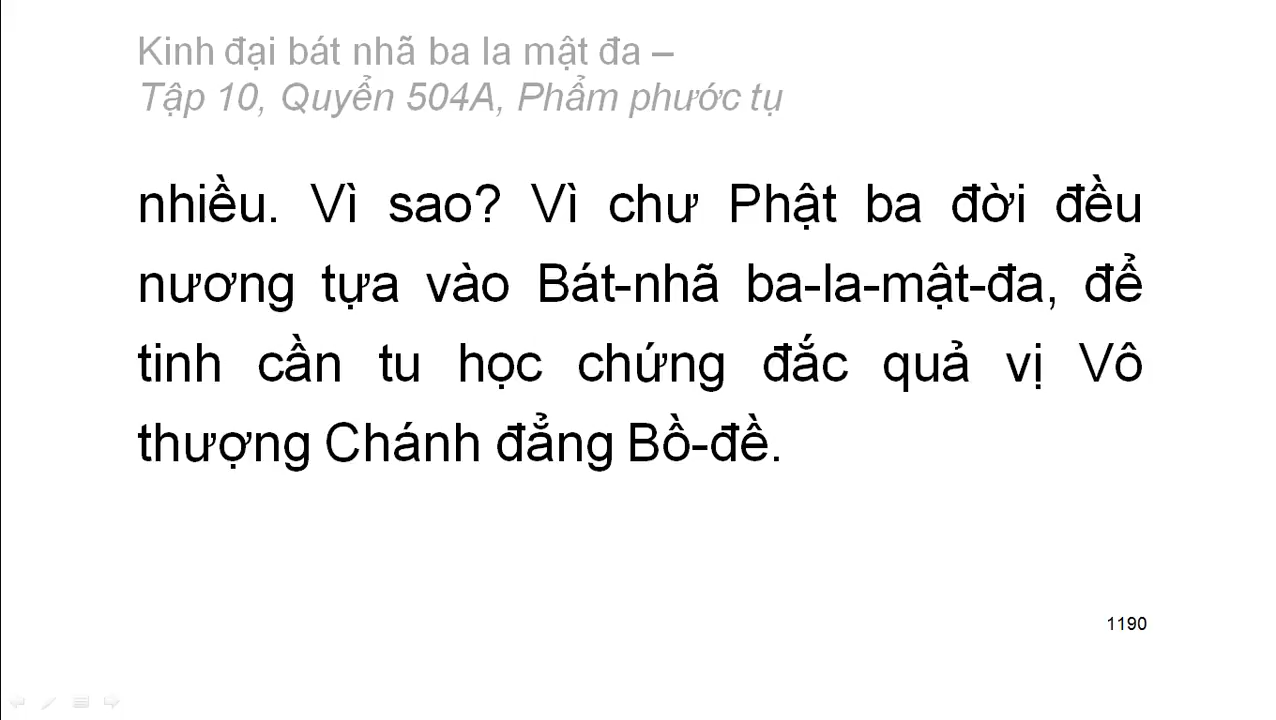 Kinh đại bát nhã ba la mật đa –
Tập 10, Quyển 504A, Phẩm phước tụ
nhiều. Vì sao? Vì chư Phật ba đời đều
nương tựa vào Bát-nhã ba-la-mật-đa, để
tinh cần tu học chứng đắc quả vị Vô
thượng Chánh đẳng Bồ-đề.
1190